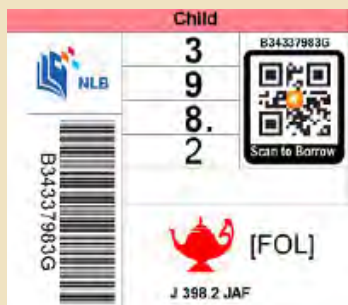 Child
NLB
3
9
8.
2
B34337983G
Scan to Borrow
B34337983G
[FOL]
J 398.2 JAF